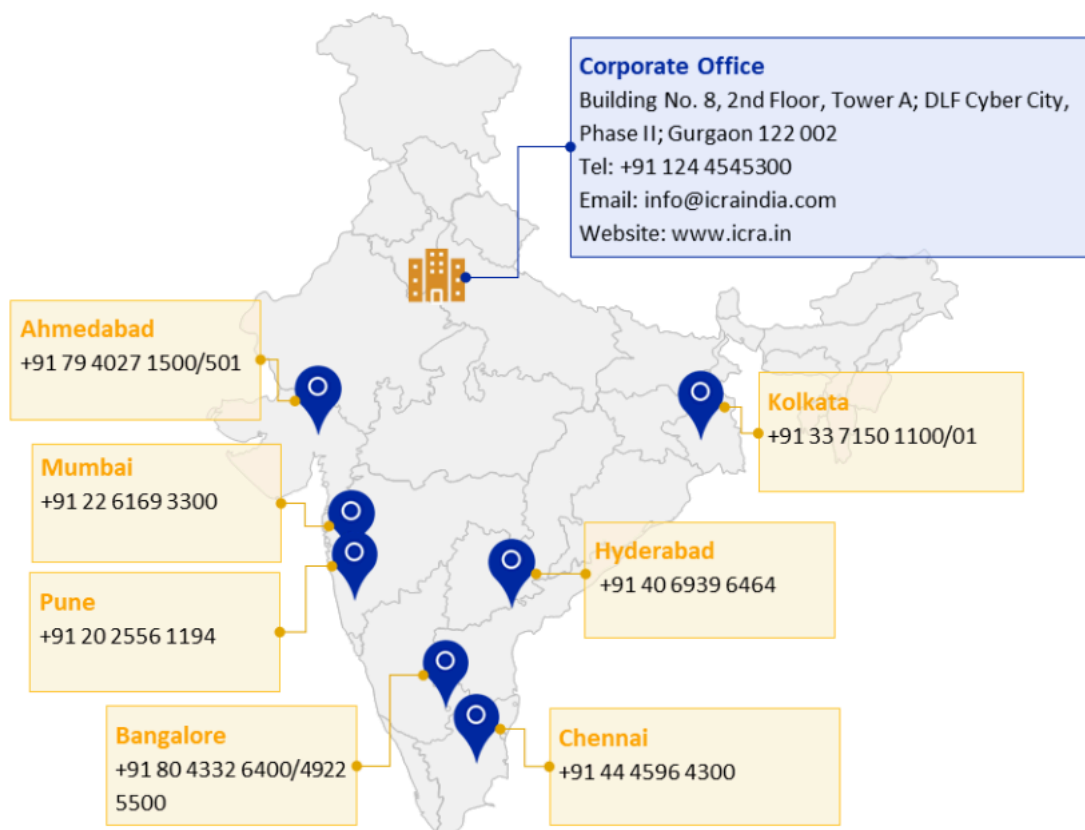 Corporate Office
Building No. 8, 2nd Floor, Tower A; DLF Cyber City,
Phase II; Gurgaon 122 002
Tel: +91 124 4545300
Email: info@icraindia.com
Website: www.icra.in
Ahmedabad
+91 79 4027 1500/501
Kolkata
+91 33 7150 1100/01
Mumbai
+91 22 6169 3300
Hyderabad
+91 40 6939 6464
Pune
+91 20 2556 1194
Bangalore
+91 80 4332 6400/4922
5500
Chennai
+91 44 4596 4300